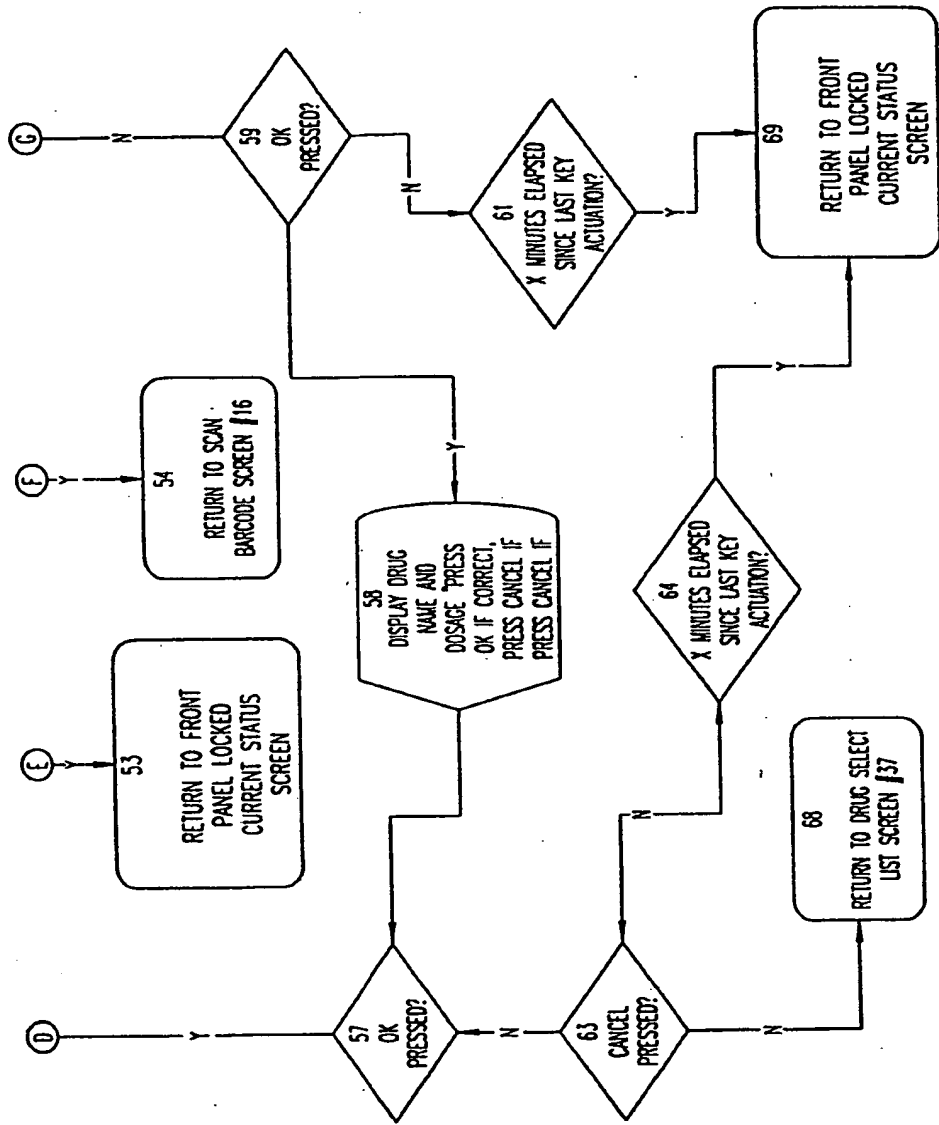 D
E
F
G
Y
Y
Y
N
53
RETURN TO FRONT
PANEL LOCKED
CURRENT STATUS
SCREEN
54
RETURN TO SCAN
BARCODE SCREEN /16
59
OK
PRESSED?
57
OK
PRESSED?
58
DISPLAY DRUG
NAME AND
DOSAGE "PRESS
OK IF CORRECT,
PRESS CANCEL IF
PRESS CANCEL IF
Y
N
61
X MINUTES ELAPSED
SINCE LAST KEY
ACTUATION?
N
63
CANCEL
PRESSED?
N
64
X MINUTES ELAPSED
SINCE LAST KEY
ACTUATION?
Y
Y
N
68
RETURN TO DRUG SELECT
LIST SCREEN /37
69
RETURN TO FRONT
PANEL LOCKED
CURRENT STATUS
SCREEN